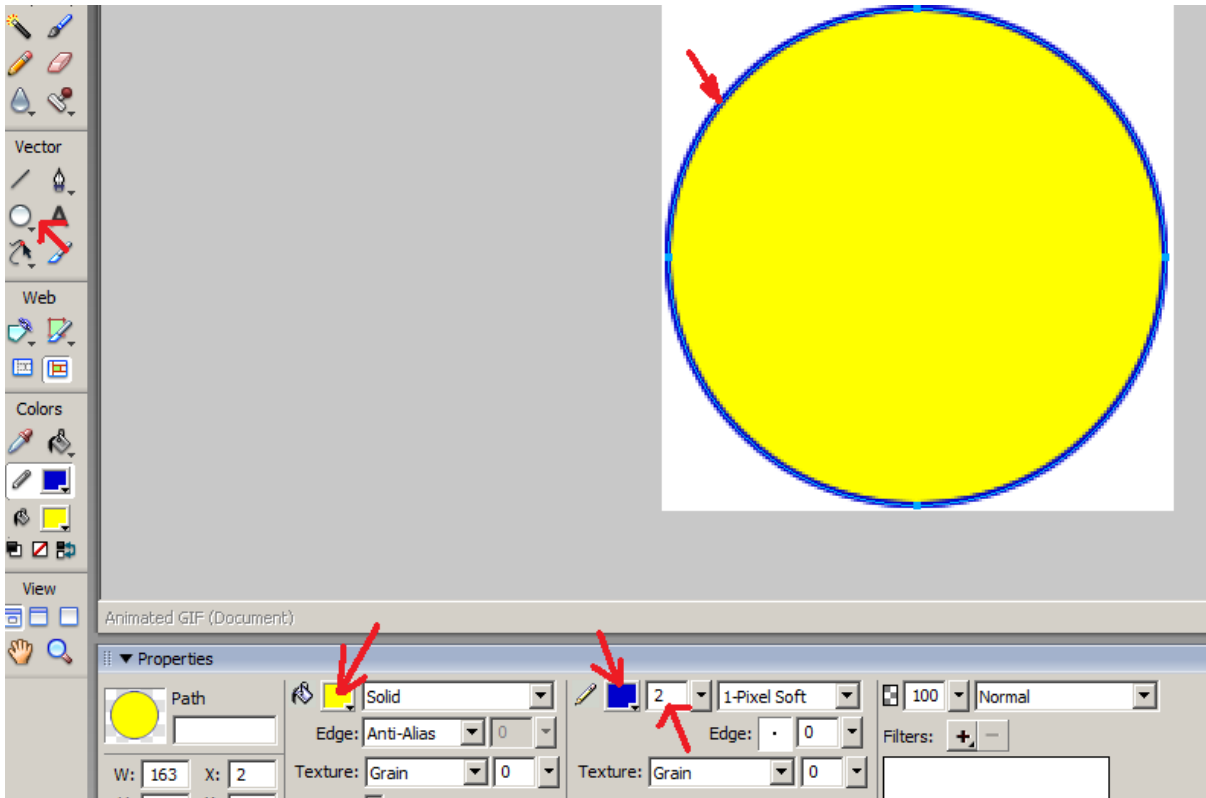 Vector
A
Web
Colors
View
Animated GIF (Document)
Properties
Path
Solid
2
1-Pixel Soft
100
Normal
Edge: Anti-Alias 0
Edge: 0
Filters: + −
W: 163 X: 2
Texture: Grain 0
Texture: Grain 0